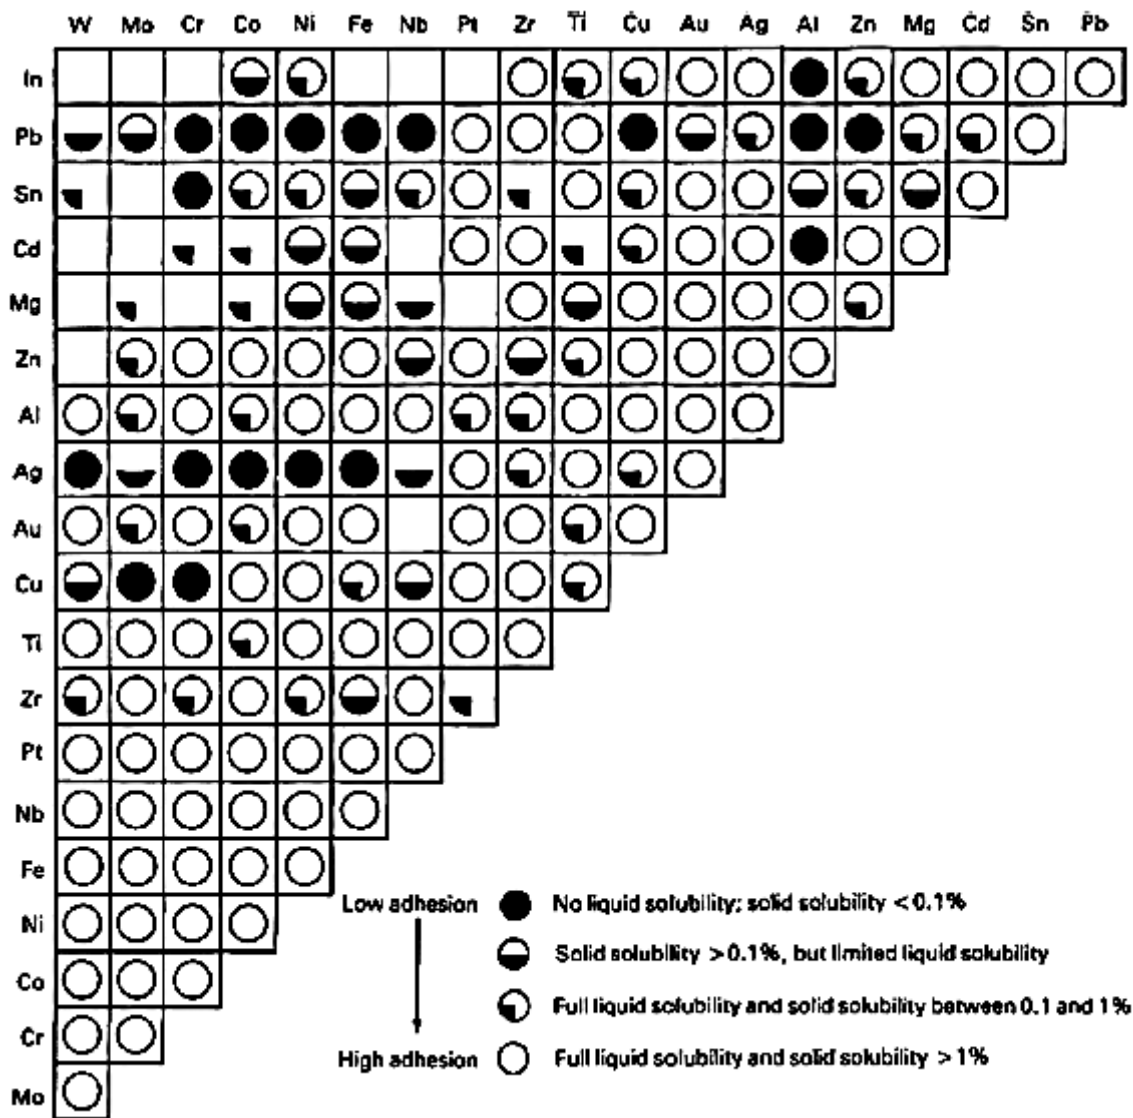 W Mo Cr Co Ni Fe Nb Pt Zr Ti Cu Au Ag Al Zn Mg Cd Sn Pb
In
Pb
Sn
Cd
Mg
Zn
Al
Ag
Au
Cu
Ti
Zr
Pt
Nb
Fe
Ni
Co
Cr
Mo
Low adhesion No liquid solubility; solid solubility <0.1%
Solid solubility >0.1%, but limited liquid solubility
Full liquid solubility and solid solubility between 0.1 and 1%
High adhesion Full liquid solubility and solid solubility >1%